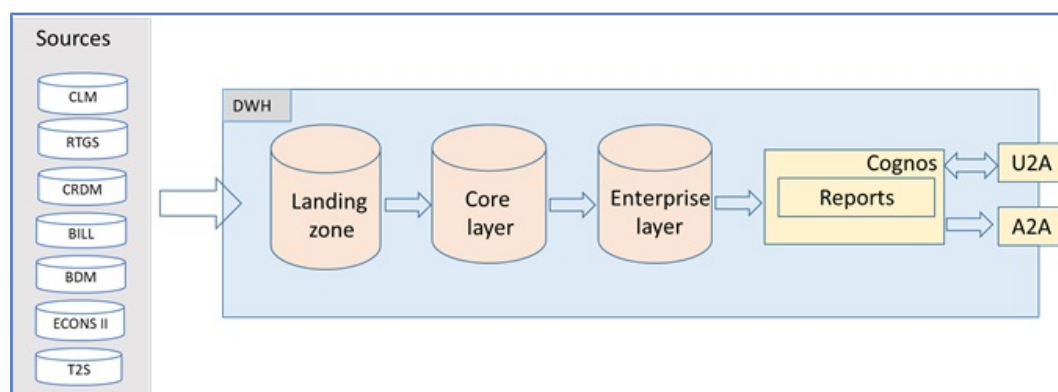 Sources
CLM
RTGS
CRDM
BILL
BDM
ECONS II
T2S
DWH
Landing
zone
Core
layer
Enterprise
layer
Cognos
Reports
U2A
A2A